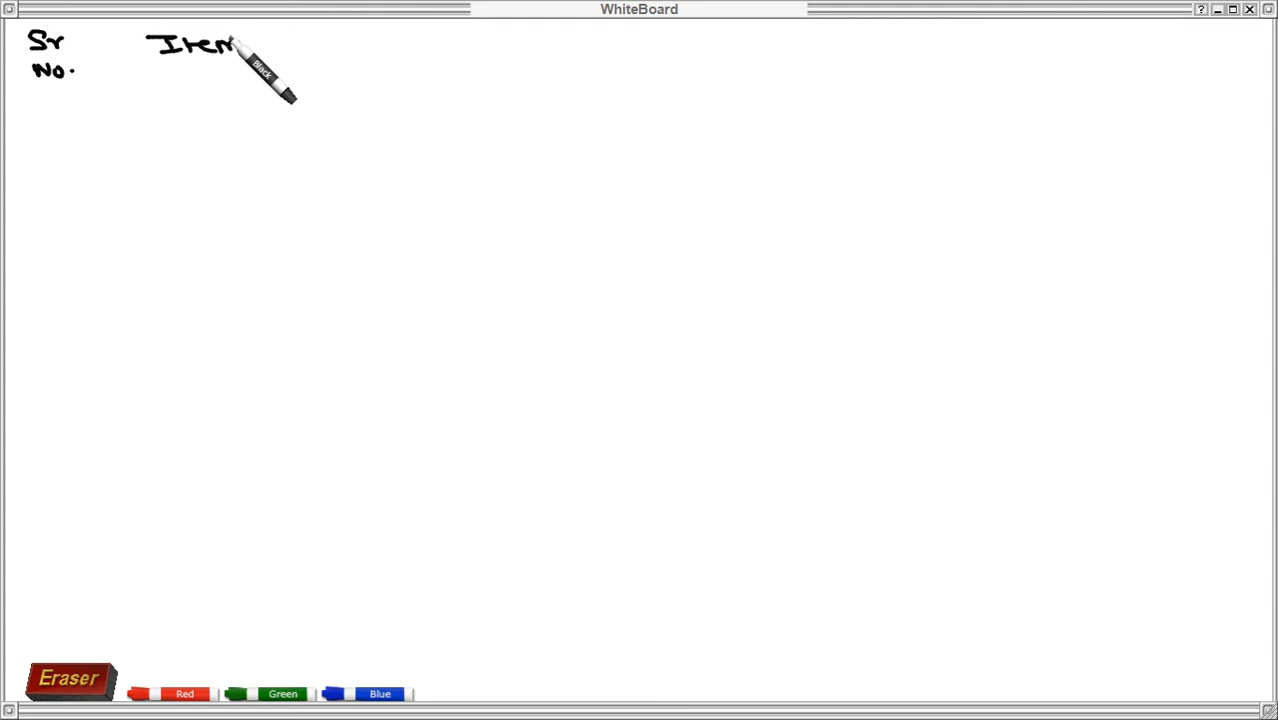 WhiteBoard
?
Sr Item
No.
Black
Eraser
Red Green Blue